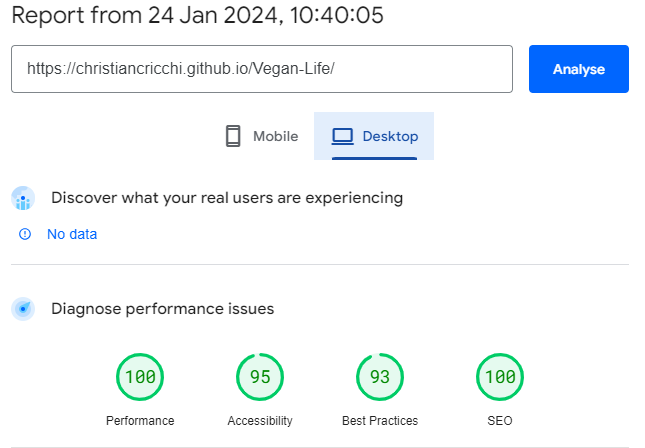 Report from 24 Jan 2024, 10:40:05
https://christiancricchi.github.io/Vegan-Life/ Analyse
Mobile Desktop
Discover what your real users are experiencing
No data
Diagnose performance issues
100 95 93 100
Performance Accessibility Best Practices SEO